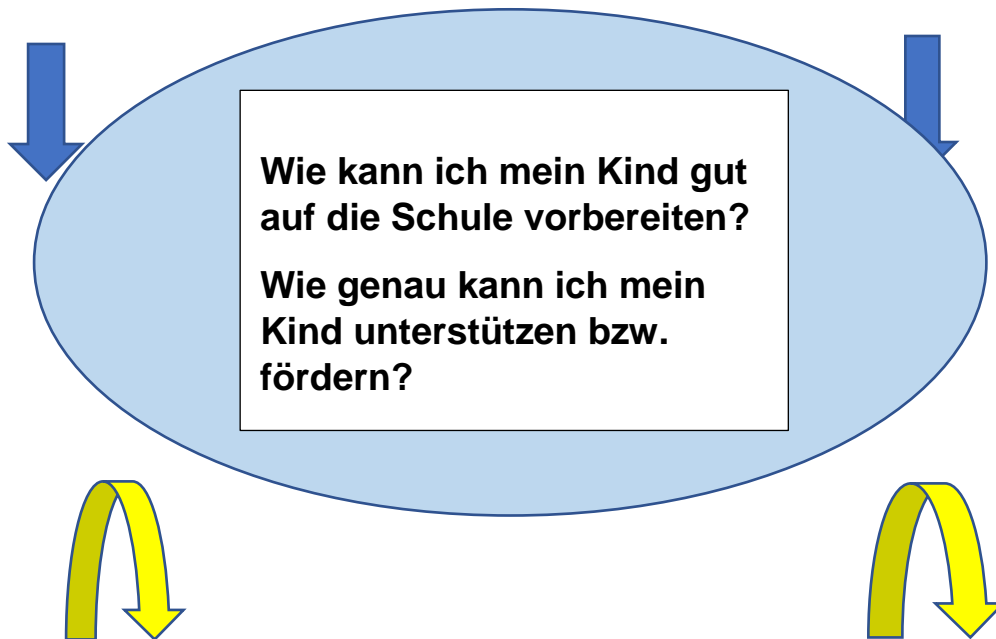 Wie kann ich mein Kind gut
auf die Schule vorbereiten?
Wie genau kann ich mein
Kind unterstützen bzw.
fördern?